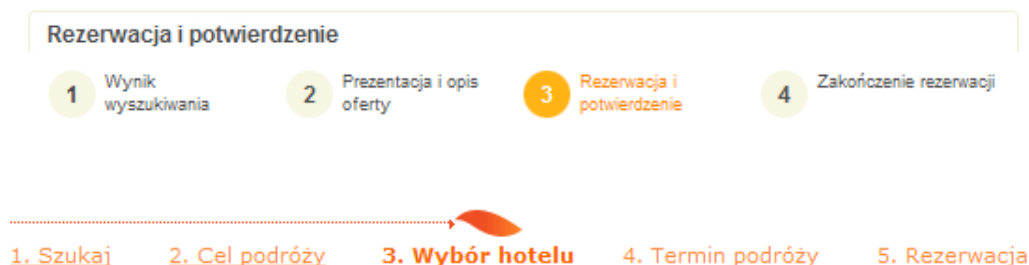 Rezerwacja i potwierdzenie
1 Wynik wyszukiwania
2 Prezentacja i opis oferty
3 Rezerwacja i potwierdzenie
4 Zakończenie rezerwacji
1. Szukaj 2. Cel podróży 3. Wybór hotelu 4. Termin podróży 5. Rezerwacja